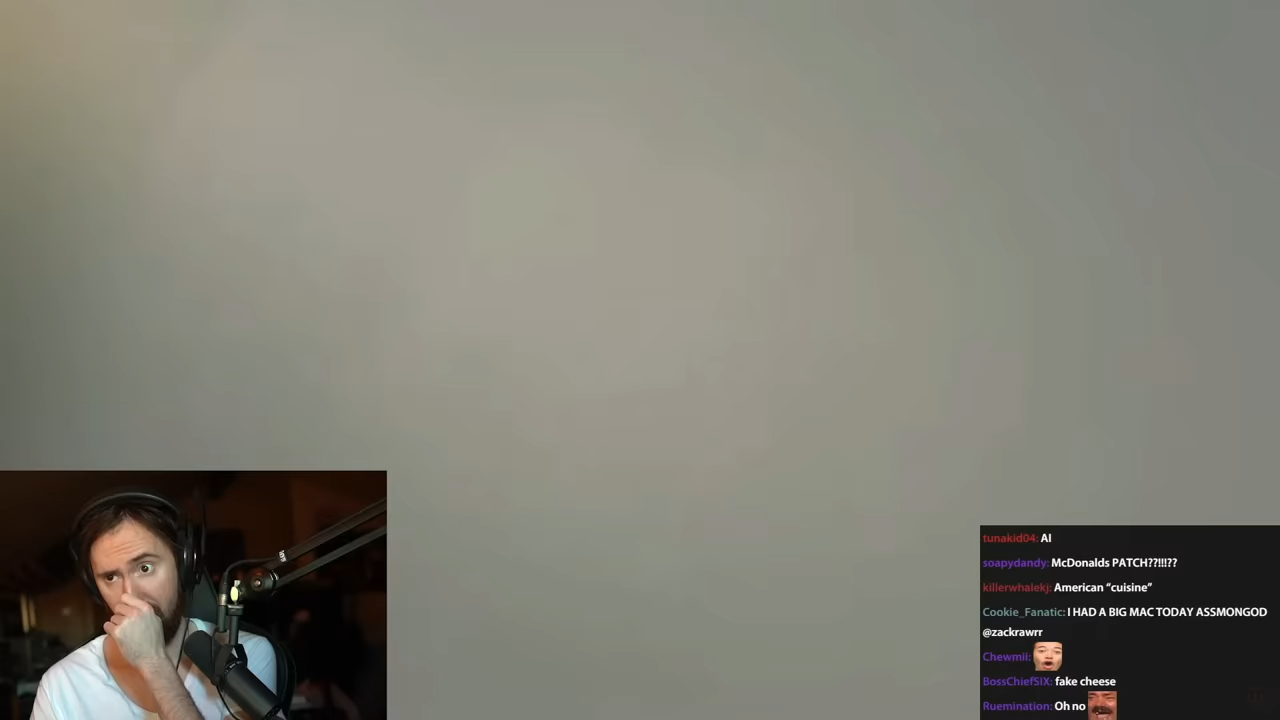 tunakid04: AI
soapydandy: McDonalds PATCH??!!!??
killerwhalekj: American “cuisine”
Cookie_Fanatic: I HAD A BIG MAC TODAY ASSMONGOD
@zackrawrr
Chewmii:
BossChiefSIX: fake cheese
Ruemination: Oh no